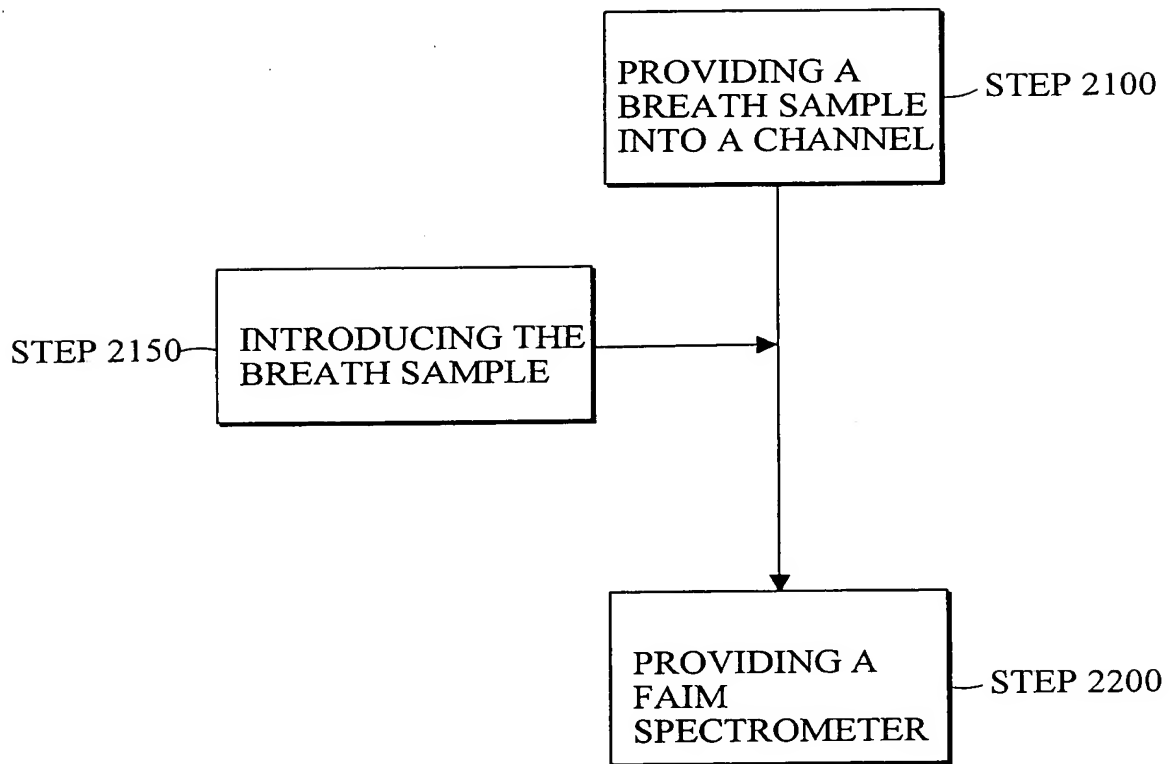 PROVIDING A
BREATH SAMPLE
INTO A CHANNEL
STEP 2100
STEP 2150
INTRODUCING THE
BREATH SAMPLE
PROVIDING A
FAIM
SPECTROMETER
STEP 2200